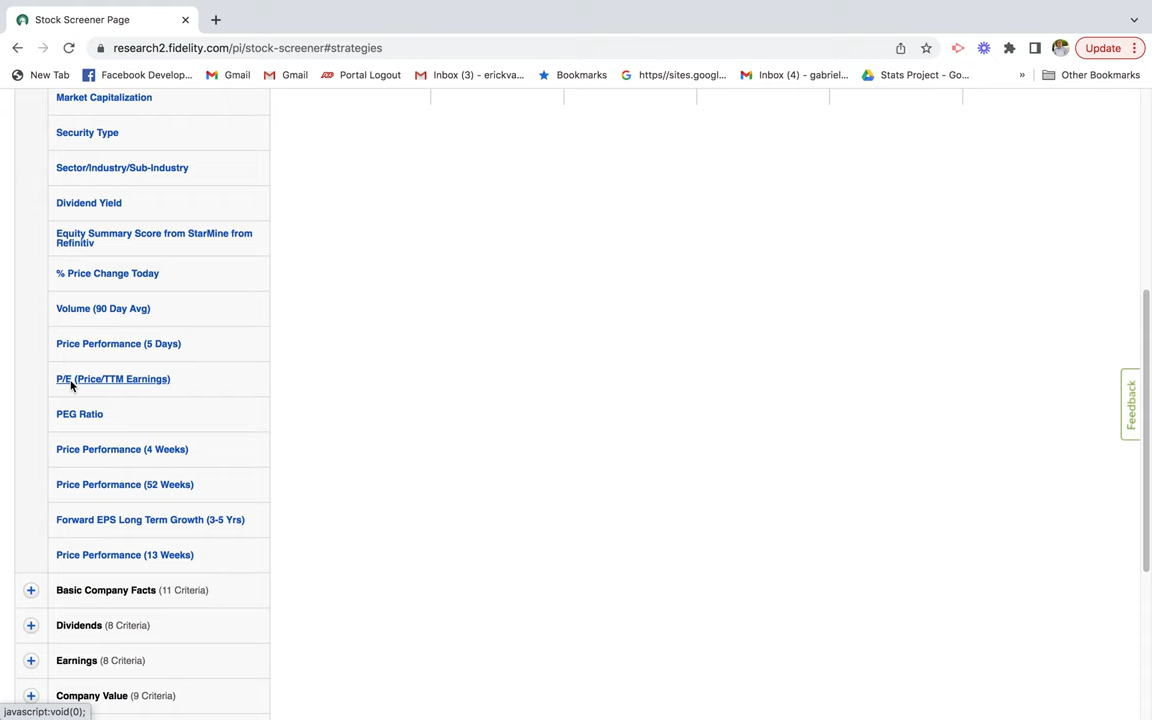 Stock Screener Page
research2.fidelity.com/pi/stock-screener#strategies
Update
New Tab
Facebook Develop...
Gmail
Gmail
Portal Logout
Inbox (3) - erickva...
Bookmarks
https//sites.googl...
Inbox (4) - gabriel...
Stats Project - Go...
»
Other Bookmarks
Market Capitalization
Security Type
Sector/Industry/Sub-Industry
Dividend Yield
Equity Summary Score from StarMine from
Refinitiv
% Price Change Today
Volume (90 Day Avg)
Price Performance (5 Days)
P/E (Price/TTM Earnings)
PEG Ratio
Price Performance (4 Weeks)
Price Performance (52 Weeks)
Forward EPS Long Term Growth (3-5 Yrs)
Price Performance (13 Weeks)
Basic Company Facts (11 Criteria)
Dividends (8 Criteria)
Earnings (8 Criteria)
Company Value (9 Criteria)
javascript:void(0);
Feedback